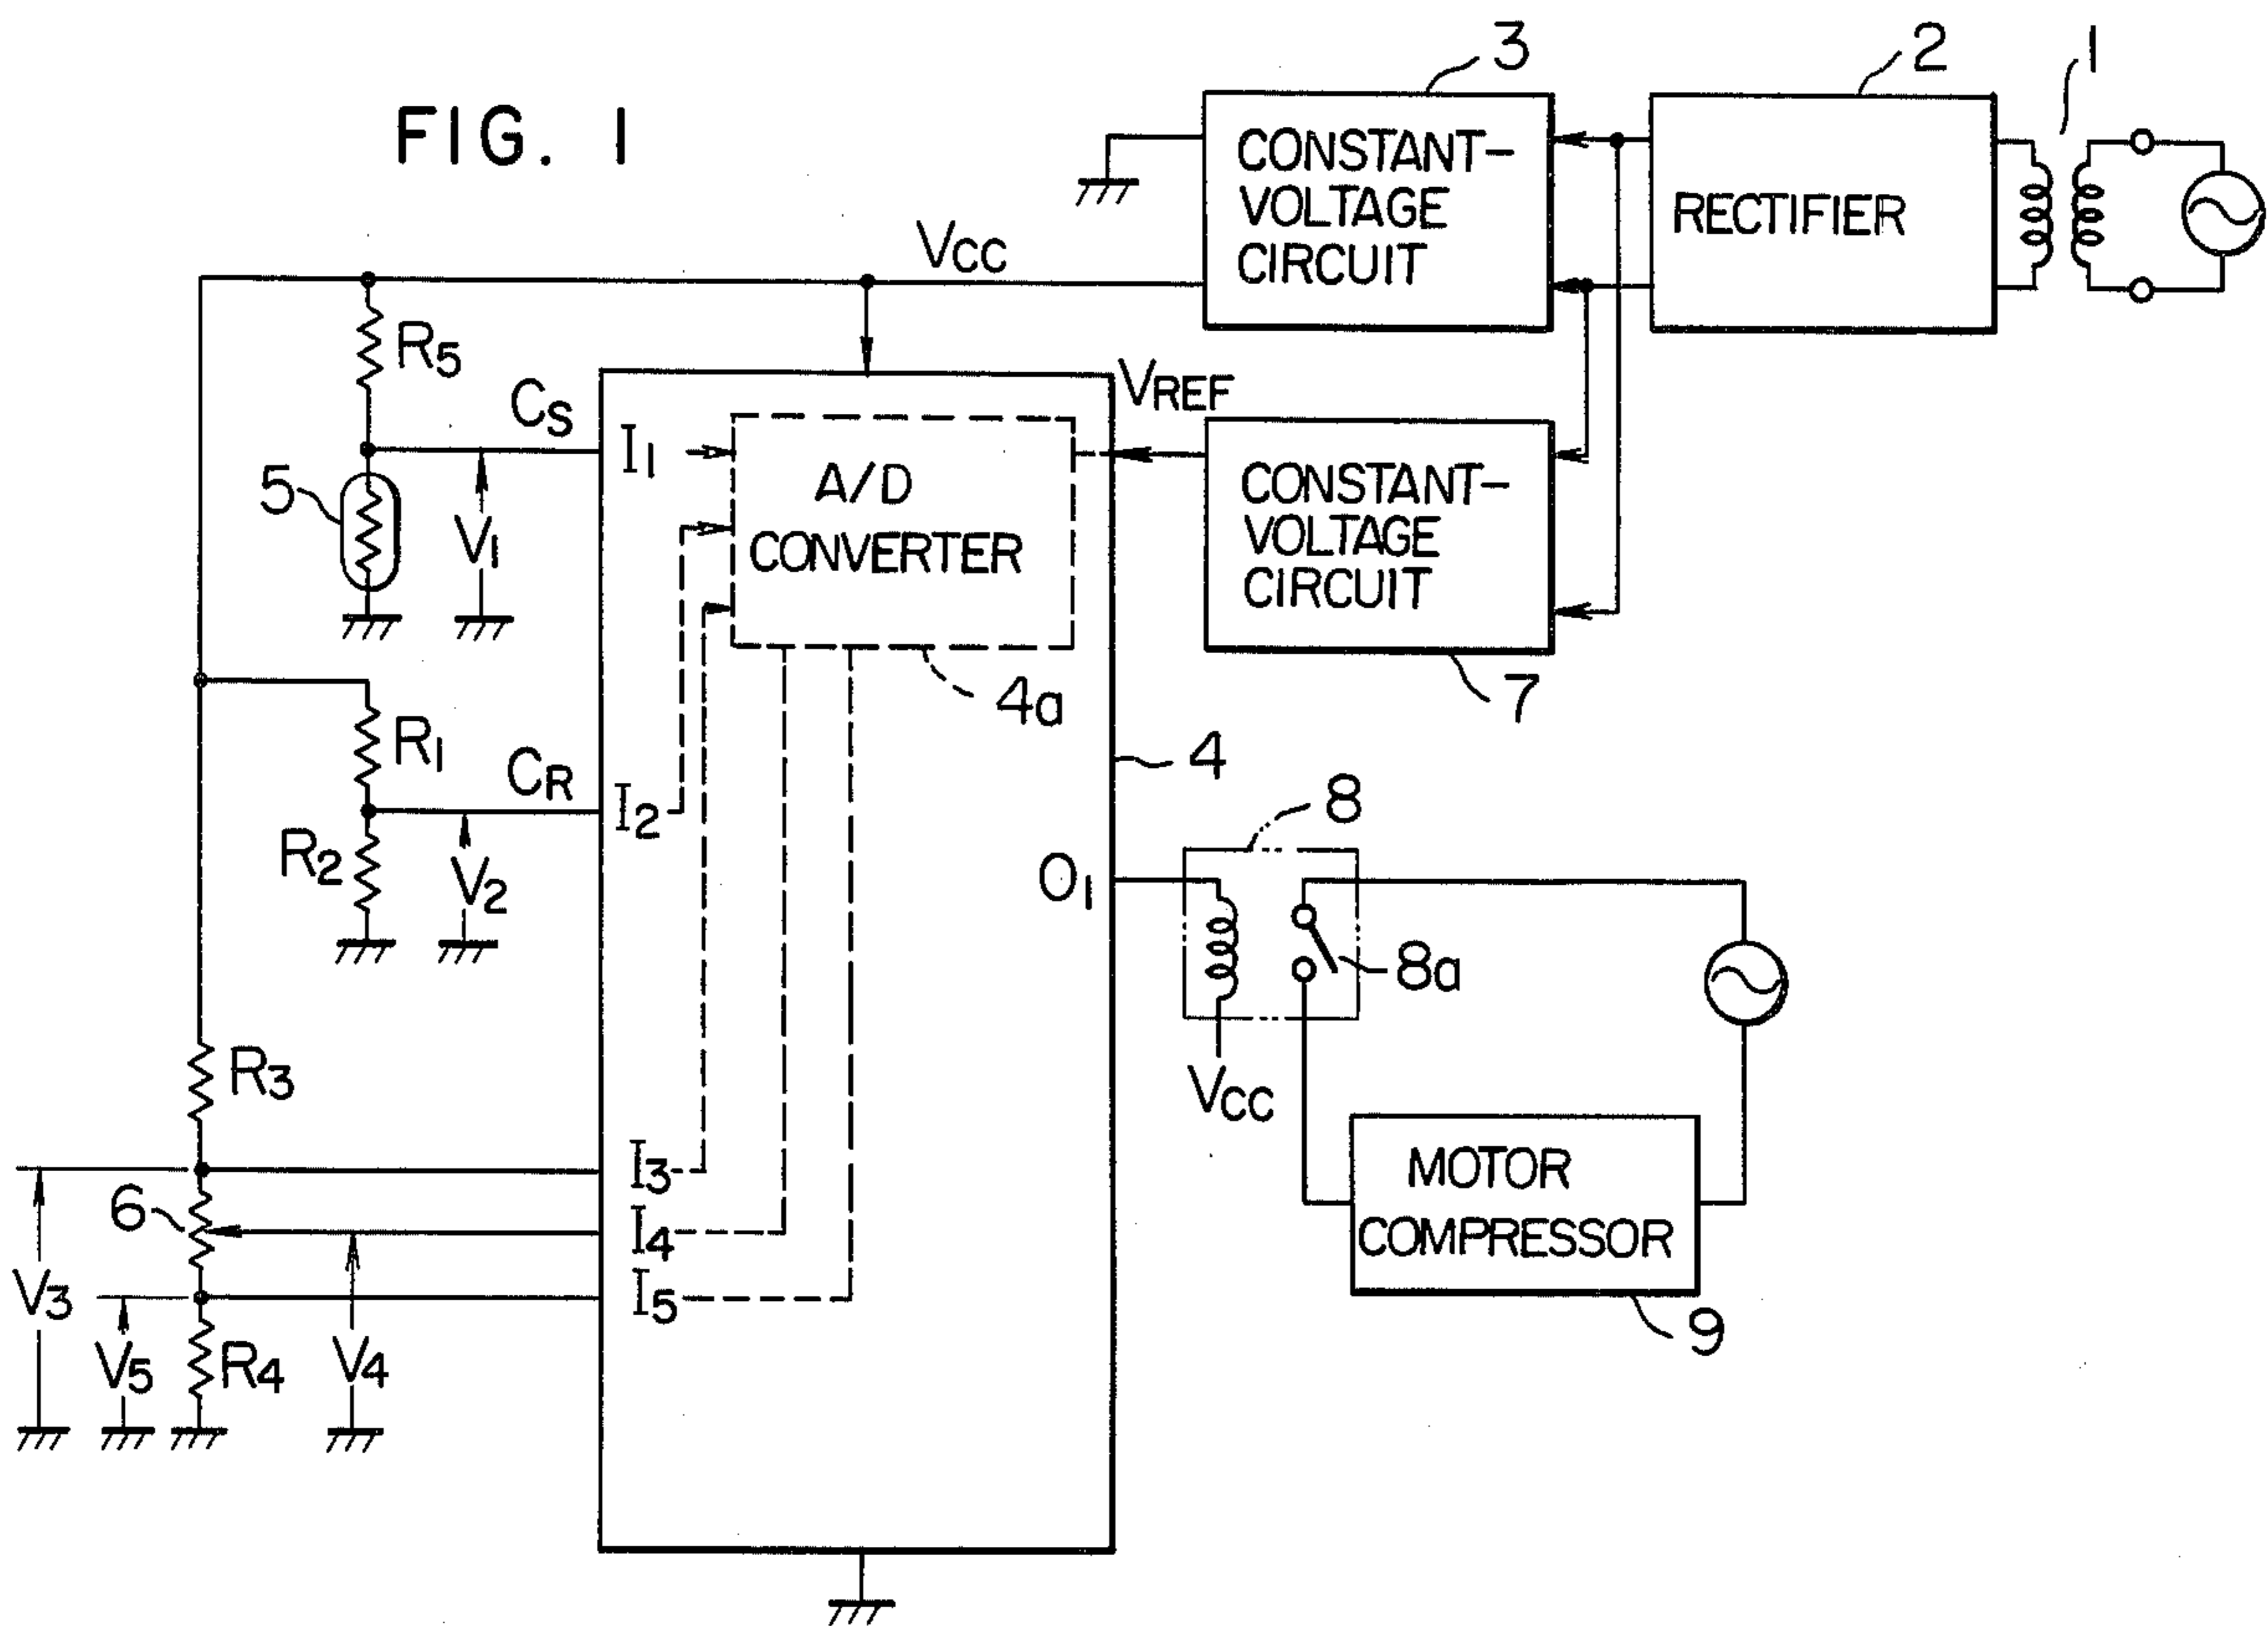 FIG. 1
3
2
1
CONSTANT-
VOLTAGE
CIRCUIT
RECTIFIER
VCC
R5
CS
I1
VREF
A/D
CONVERTER
CONSTANT-
VOLTAGE
CIRCUIT
5
V1
4a
7
R1
CR
I2
4
8
R2
V2
O1
8a
VCC
R3
I3
MOTOR
COMPRESSOR
6
I4
I5
V3
V5
R4
V4
9